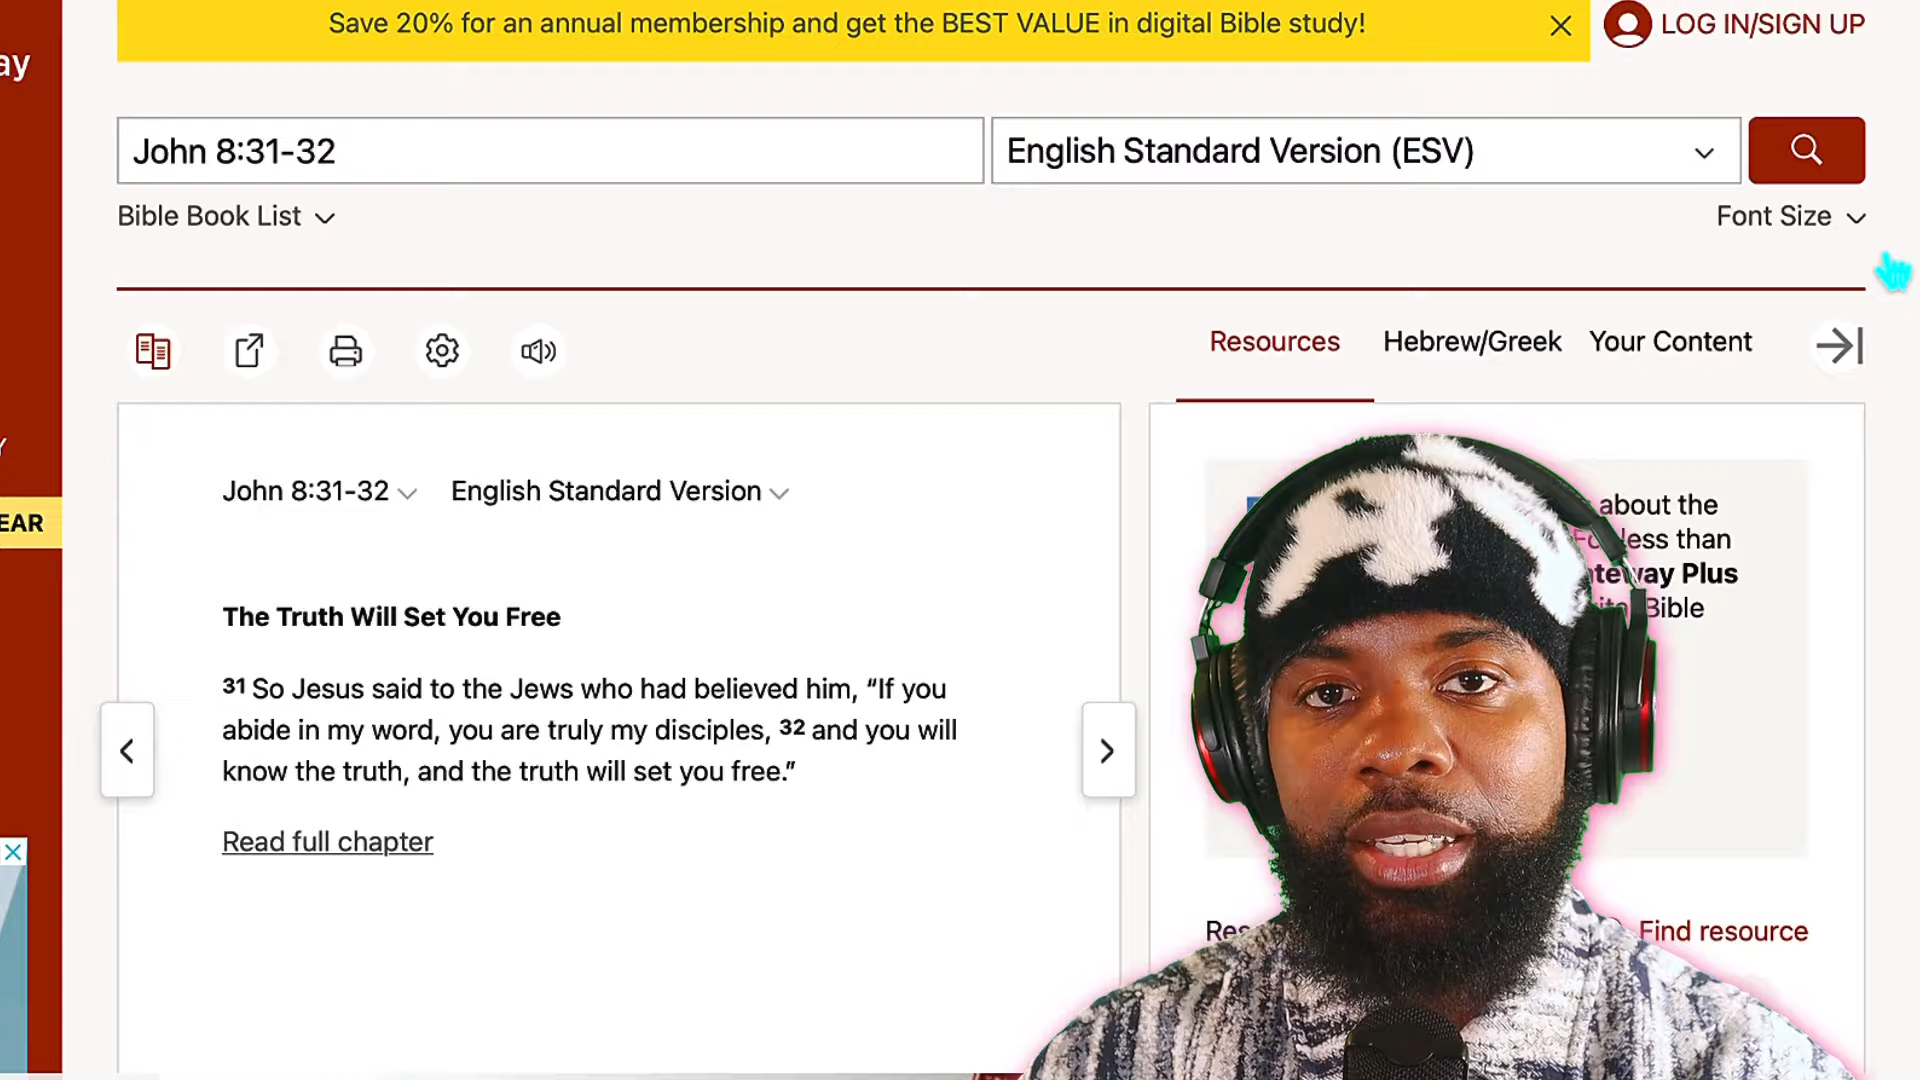 Save 20% for an annual membership and get the BEST VALUE in digital Bible study!
LOG IN/SIGN UP
ay
John 8:31-32
English Standard Version (ESV)
Bible Book List
Font Size
Resources
Hebrew/Greek
Your Content
EAR
John 8:31-32
English Standard Version
about the
less than
teway Plus
Bible
The Truth Will Set You Free
31 So Jesus said to the Jews who had believed him, “If you
abide in my word, you are truly my disciples, 32 and you will
know the truth, and the truth will set you free.”
Read full chapter
Find resource